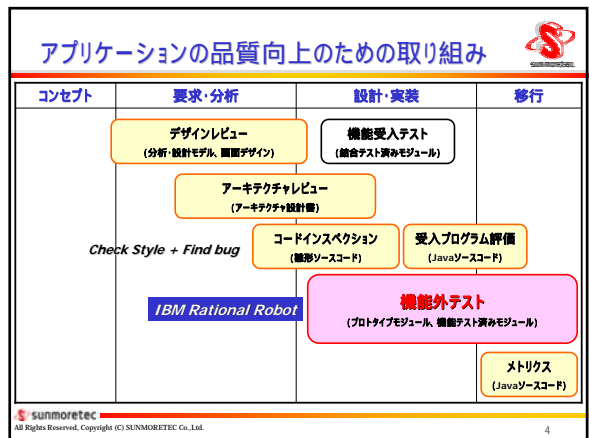 アプリケーションの品質向上のための取り組み
コンセプト
要求・分析
設計・実装
移行
デザインレビュー
(分析・設計モデル、画面デザイン)
機能受入テスト
(結合テスト済みモジュール)
アーキテクチャレビュー
(アーキテクチャ設計書)
Check Style + Find bug
コードインスペクション
(雛形ソースコード)
受入プログラム評価
(Javaソースコード)
IBM Rational Robot
機能外テスト
(プロトタイプモジュール、機能テスト済みモジュール)
メトリクス
(Javaソースコード)
sunmoretec
All Rights Reserved, Copyright (C) SUNMORETEC Co.,Ltd.
4